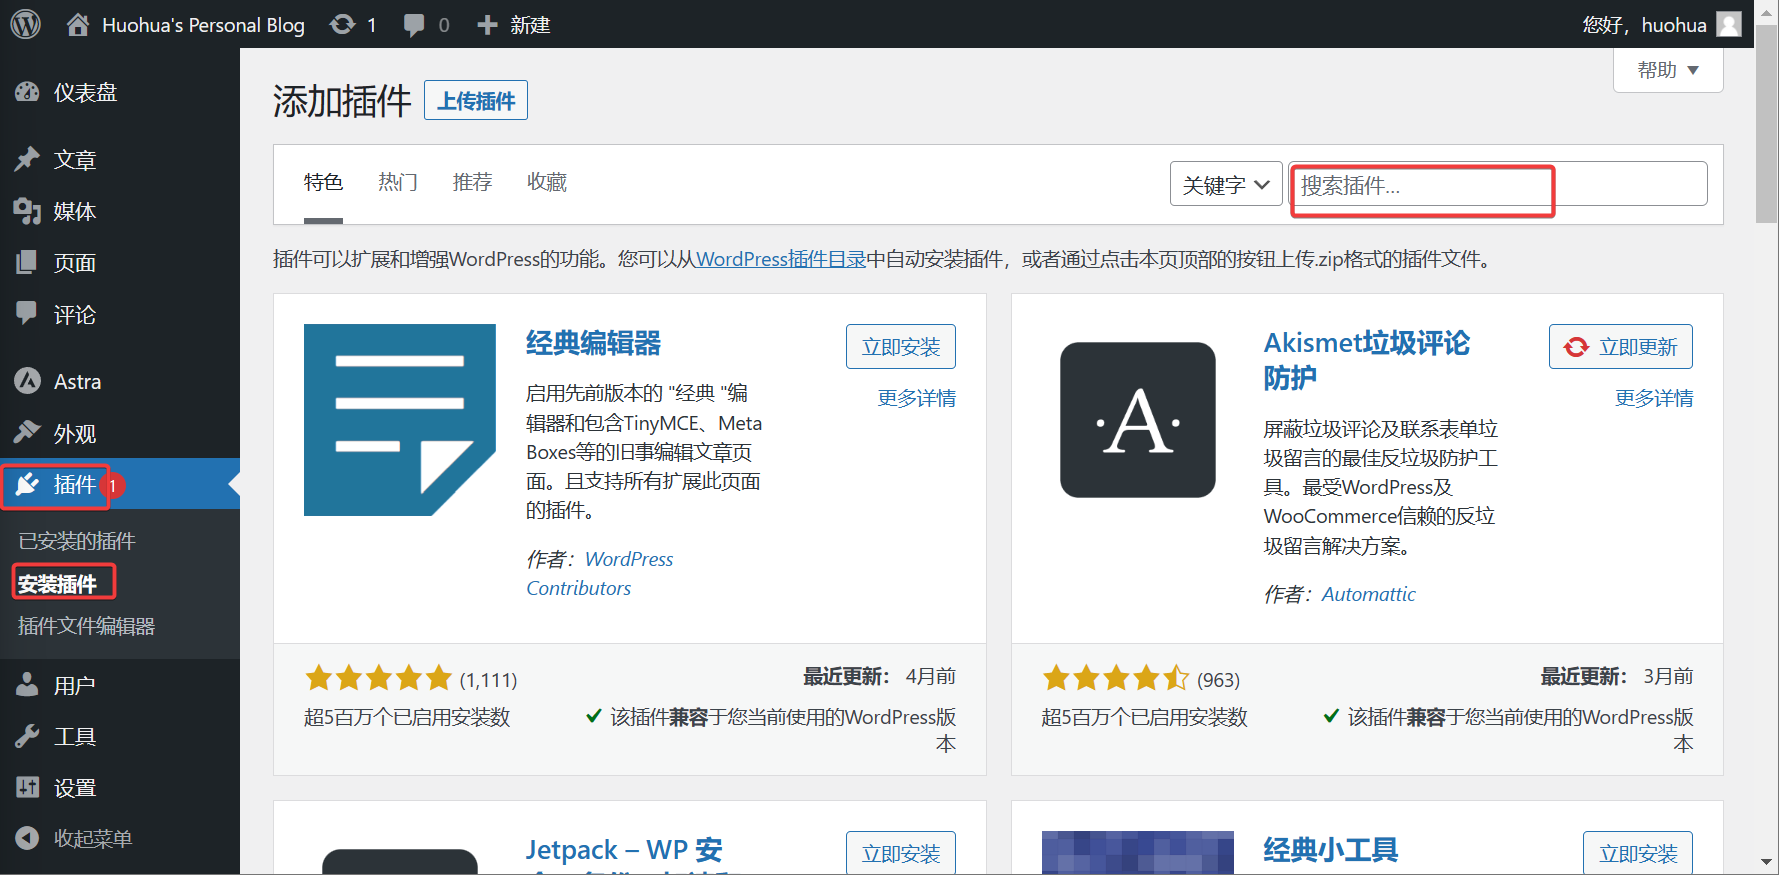 Huohua's Personal Blog
1
0
新建
您好，huohua
仪表盘
文章
媒体
页面
评论
Astra
外观
插件
1
已安装的插件
安装插件
插件文件编辑器
用户
工具
设置
收起菜单
帮助
添加插件
上传插件
特色
热门
推荐
收藏
关键字
搜索插件...
插件可以扩展和增强WordPress的功能。您可以从WordPress插件目录中自动安装插件，或者通过点击本页顶部的按钮上传.zip格式的插件文件。
经典编辑器
立即安装
更多详情
启用先前版本的 "经典 "编
辑器和包含TinyMCE、Meta
Boxes等的旧事编辑文章页
面。且支持所有扩展此页面
的插件。
作者：WordPress
Contributors
(1,111)
超5百万个已启用安装数
最近更新： 4月前
该插件兼容于您当前使用的WordPress版
本
Akismet垃圾评论
防护
立即更新
更多详情
·A·
屏蔽垃圾评论及联系表单垃
圾留言的最佳反垃圾防护工
具。最受WordPress及
WooCommerce信赖的反垃
圾留言解决方案。
作者：Automattic
(963)
超5百万个已启用安装数
最近更新： 3月前
该插件兼容于您当前使用的WordPress版
本
Jetpack – WP 安
立即安装
经典小工具
立即安装